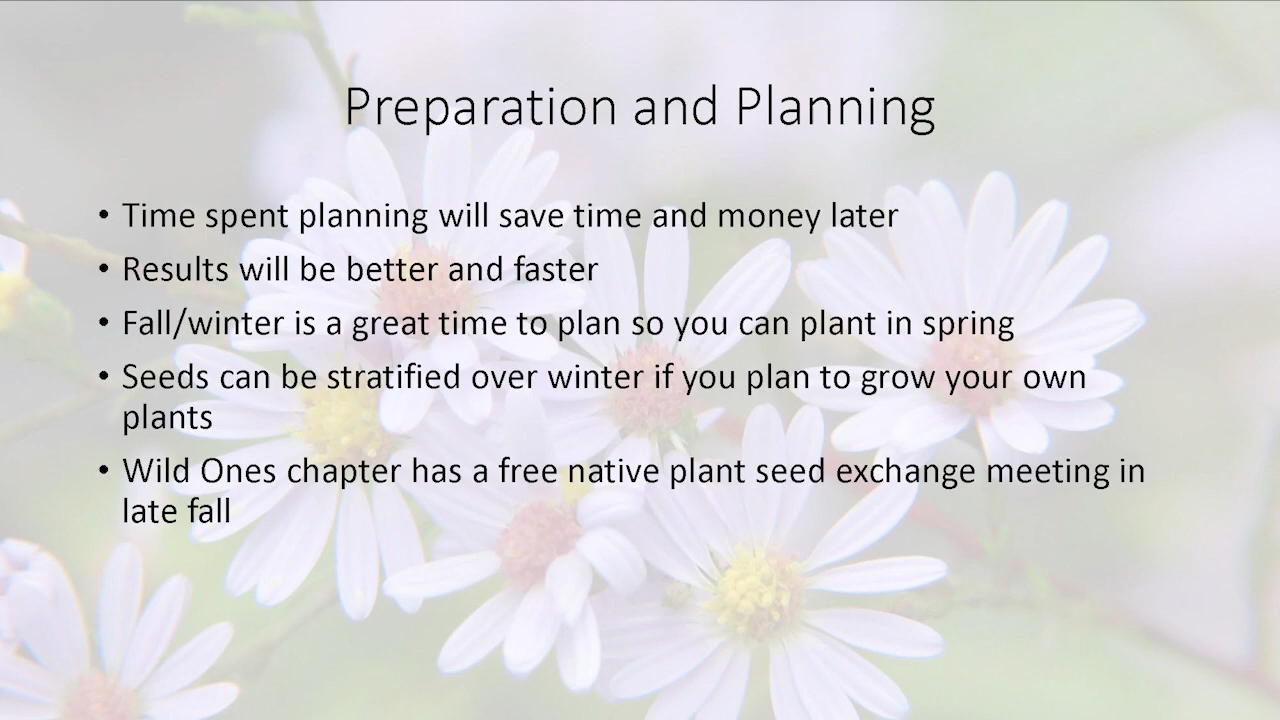 Preparation and Planning
• Time spent planning will save time and money later
• Results will be better and faster
• Fall/winter is a great time to plan so you can plant in spring
• Seeds can be stratified over winter if you plan to grow your own
plants
• Wild Ones chapter has a free native plant seed exchange meeting in
late fall